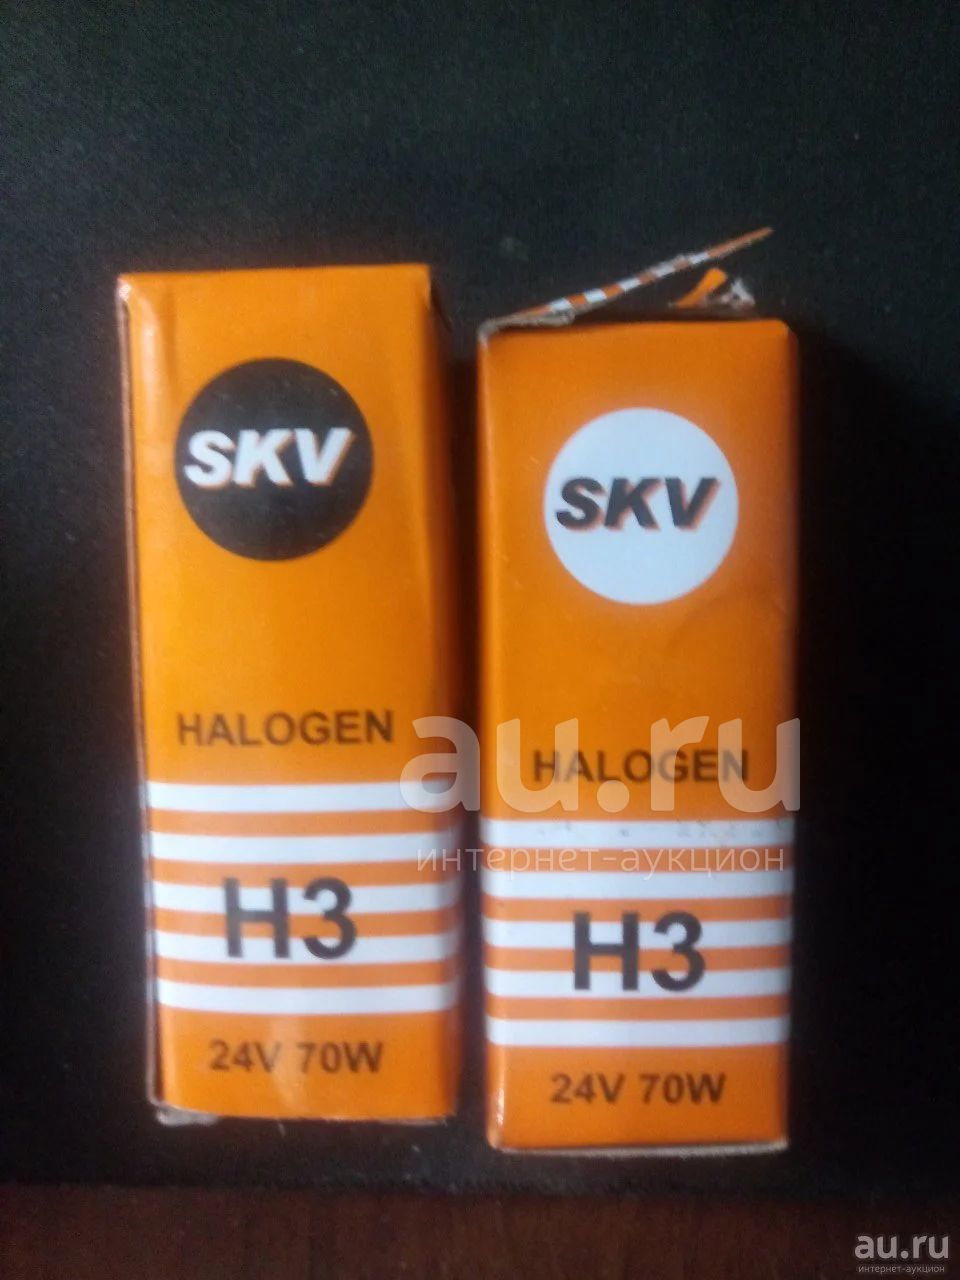 SKV
HALOGEN
H3
24V 70W
SKV
HALOGEN
H3
24V 70W
au.ru
интернет-аукцион
au.ru
интернет-аукцион